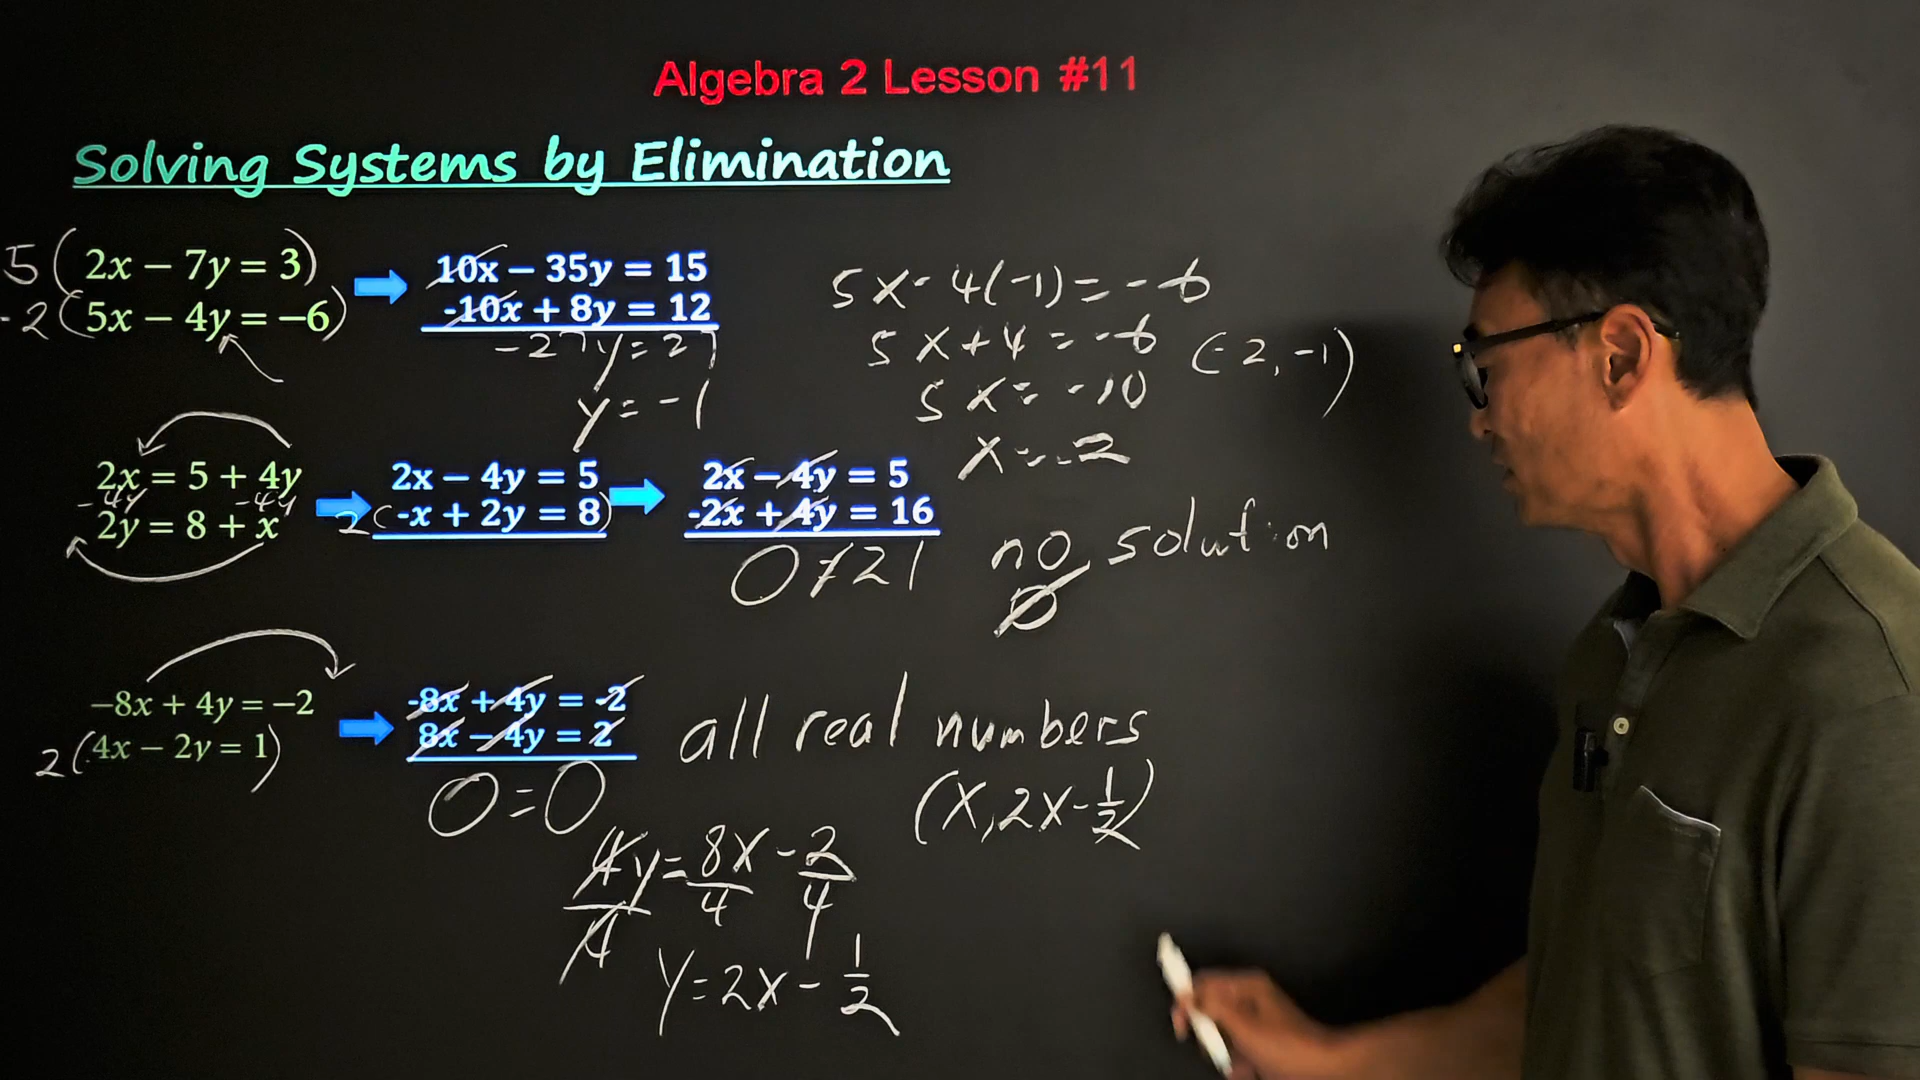 Algebra 2 Lesson #11
Solving Systems by Elimination
5(2x − 7y = 3)
-2(5x − 4y = −6)
10x − 35y = 15
-10x + 8y = 12
-27y = 27
y = -1
5x - 4(-1) = -6
5x + 4 = -6
5x = -10
x = -2
(-2, -1)
2x = 5 + 4y
-4y -4y
2y = 8 + x
2x − 4y = 5
2(-x + 2y = 8)
2x − 4y = 5
-2x + 4y = 16
0 ≠ 21
no solution
Ø
−8x + 4y = −2
2(4x − 2y = 1)
-8x + 4y = -2
8x − 4y = 2
0 = 0
all real numbers
(x, 2x - 1/2)
4y/4 = 8x/4 - 2/4
y = 2x - 1/2